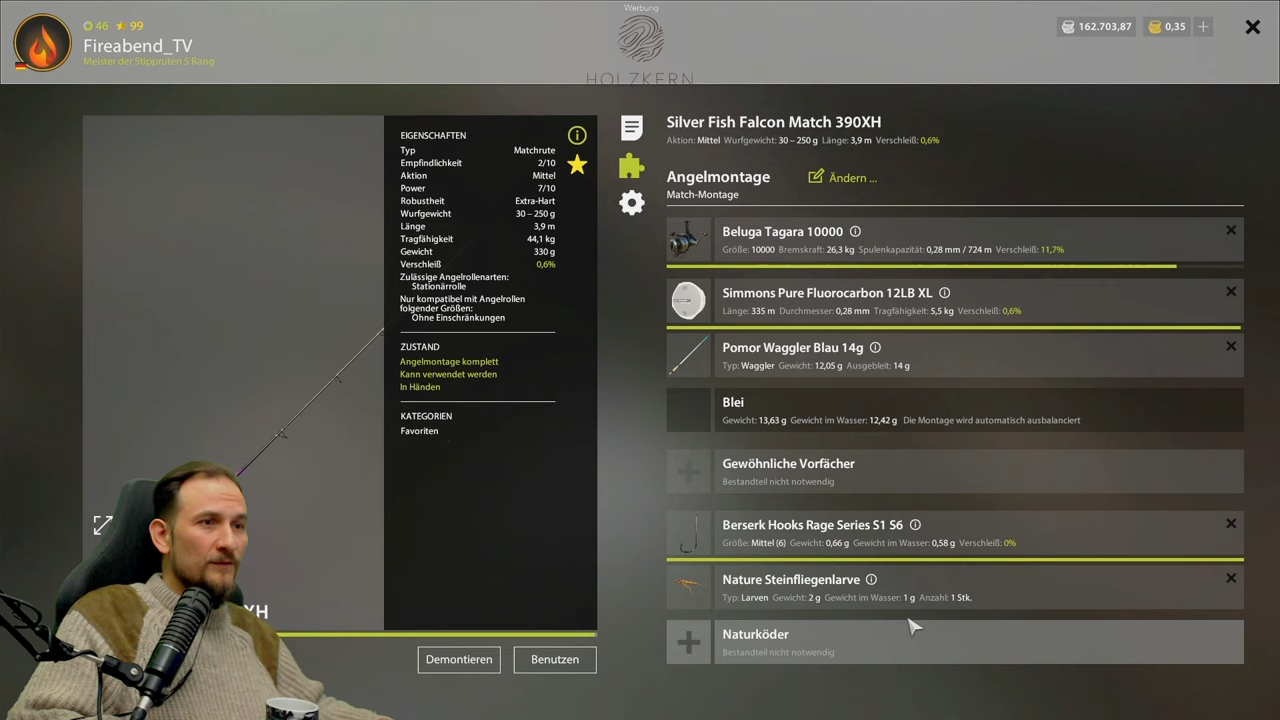 Werbung
HOLZKERN
46 99
Fireabend_TV
Meister der Stippruten 5 Rang
162.703,87
0,35
EIGENSCHAFTEN
Typ Matchrute
Empfindlichkeit 2/10
Aktion Mittel
Power 7/10
Robustheit Extra-Hart
Wurfgewicht 30 – 250 g
Länge 3,9 m
Tragfähigkeit 44,1 kg
Gewicht 330 g
Verschleiß 0,6%
Zulässige Angelrollenarten:
Stationärrolle
Nur kompatibel mit Angelrollen
folgender Größen:
Ohne Einschränkungen
ZUSTAND
Angelmontage komplett
Kann verwendet werden
In Händen
KATEGORIEN
Favoriten
XH
Demontieren
Benutzen
Silver Fish Falcon Match 390XH
Aktion: Mittel Wurfgewicht: 30 – 250 g Länge: 3,9 m Verschleiß: 0,6%
Angelmontage
Ändern ...
Match-Montage
Beluga Tagara 10000
Größe: 10000 Bremskraft: 26,3 kg Spulenkapazität: 0,28 mm / 724 m Verschleiß: 11,7%
Simmons Pure Fluorocarbon 12LB XL
Länge: 335 m Durchmesser: 0,28 mm Tragfähigkeit: 5,5 kg Verschleiß: 0,6%
Pomor Waggler Blau 14g
Typ: Waggler Gewicht: 12,05 g Ausgebleit: 14 g
Blei
Gewicht: 13,63 g Gewicht im Wasser: 12,42 g Die Montage wird automatisch ausbalanciert
Gewöhnliche Vorfächer
Bestandteil nicht notwendig
Berserk Hooks Rage Series S1 S6
Größe: Mittel (6) Gewicht: 0,66 g Gewicht im Wasser: 0,58 g Verschleiß: 0%
Nature Steinfliegenlarve
Typ: Larven Gewicht: 2 g Gewicht im Wasser: 1 g Anzahl: 1 Stk.
Naturköder
Bestandteil nicht notwendig